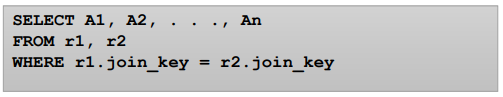 SELECT A1, A2, . . ., An
FROM r1, r2
WHERE r1.join_key = r2.join_key